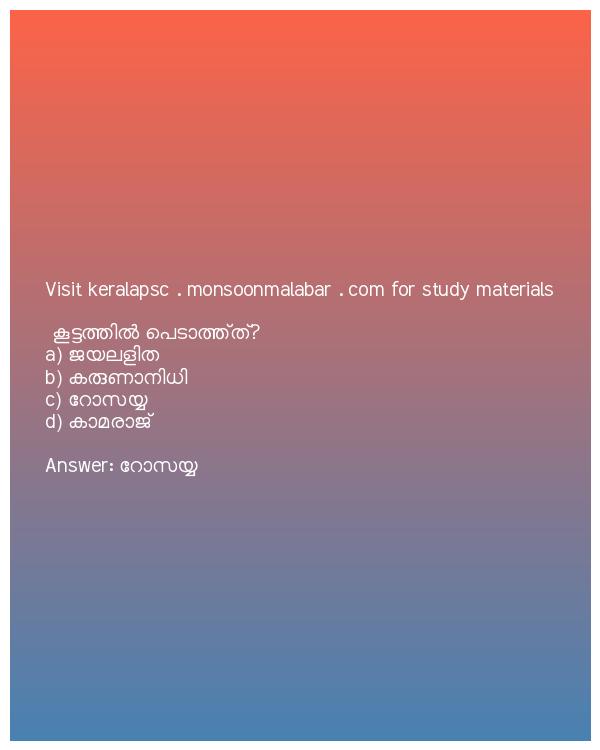 Visit keralapsc . monsoonmalabar . com for study materials
കൂട്ടത്തിൽ പെടാത്ത്ത്?
a) ജയലളിത
b) കരുണാനിധി
c) റോസയ്യ
d) കാമരാജ്
Answer: റോസയ്യ